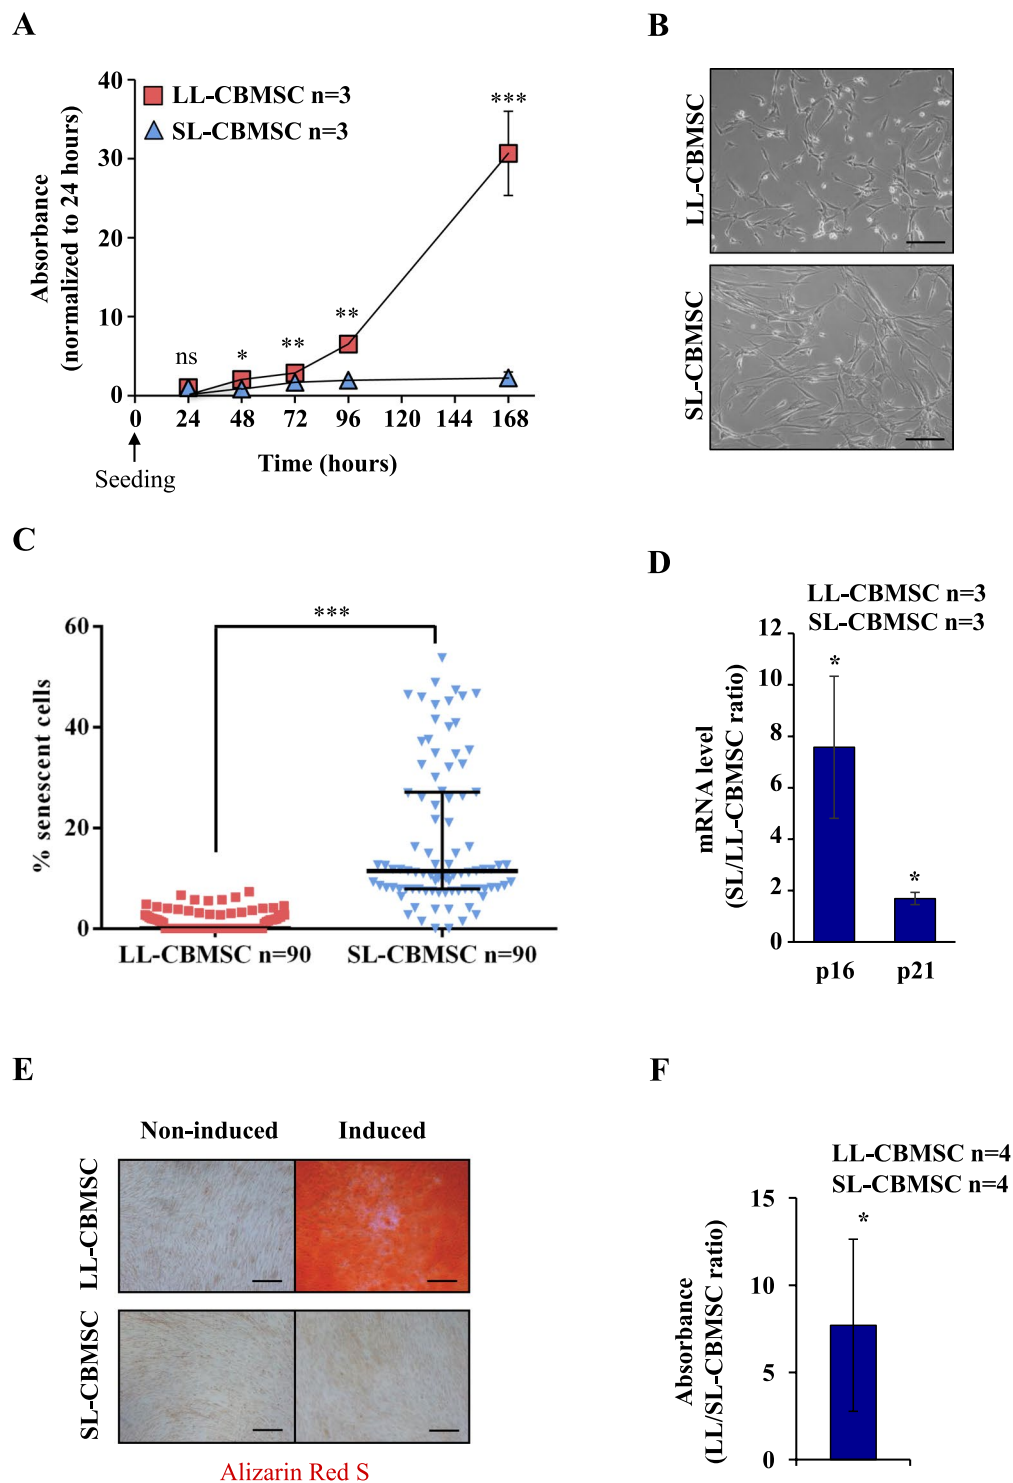 A
40
30
20
10
0
Absorbance
(normalized to 24 hours)
LL-CBMSC n=3
SL-CBMSC n=3
ns
*
**
**
***
0 24 48 72 96 120 144 168
Time (hours)
Seeding
B
LL-CBMSC
SL-CBMSC
C
***
60
40
20
0
% senescent cells
LL-CBMSC n=90 SL-CBMSC n=90
D
LL-CBMSC n=3
SL-CBMSC n=3
12
10
8
6
4
2
0
mRNA level
(SL/LL-CBMSC ratio)
*
*
p16 p21
E
Non-induced Induced
LL-CBMSC
SL-CBMSC
Alizarin Red S
F
LL-CBMSC n=4
SL-CBMSC n=4
15
10
5
0
Absorbance
(LL/SL-CBMSC ratio)
*